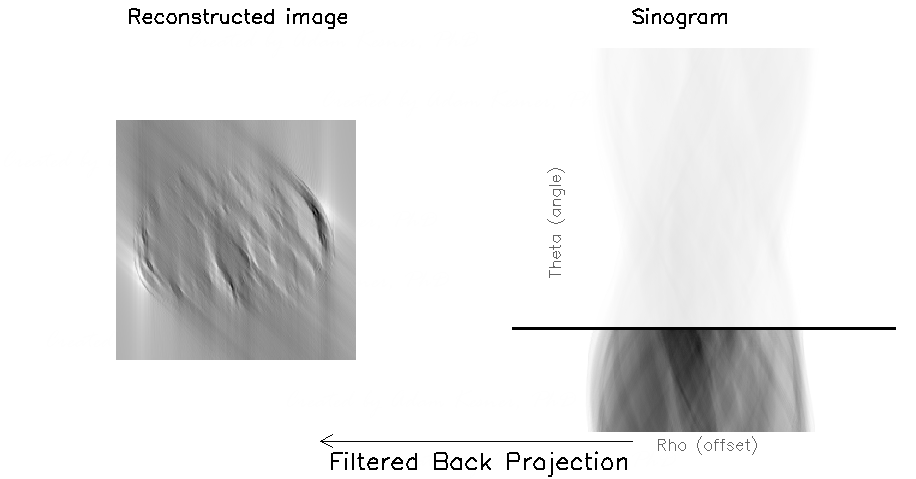 Reconstructed image
Sinogram
Theta (angle)
Rho (offset)
Filtered Back Projection